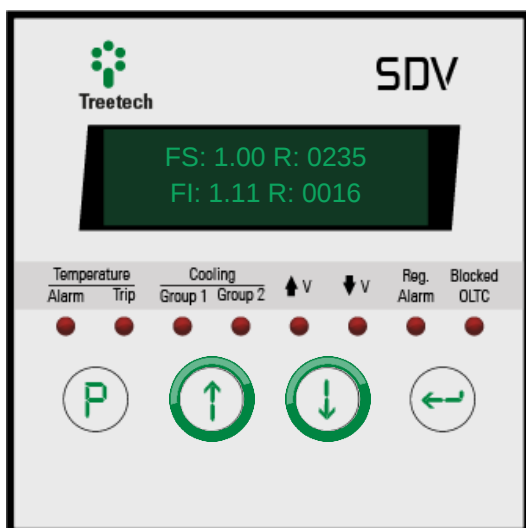 Treetech
SDV
FS: 1.00 R: 0235
FI: 1.11 R: 0016
Temperature
Alarm Trip
Cooling
Group 1 Group 2
V
V
Reg.
Alarm
Blocked
OLTC
P